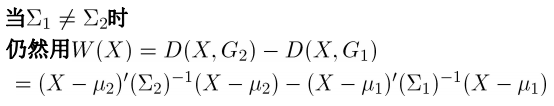 当Σ₁ ≠ Σ₂时
仍然用W(X) = D(X, G₂) − D(X, G₁)
= (X − μ₂)′(Σ₂)⁻¹(X − μ₂) − (X − μ₁)′(Σ₁)⁻¹(X − μ₁)